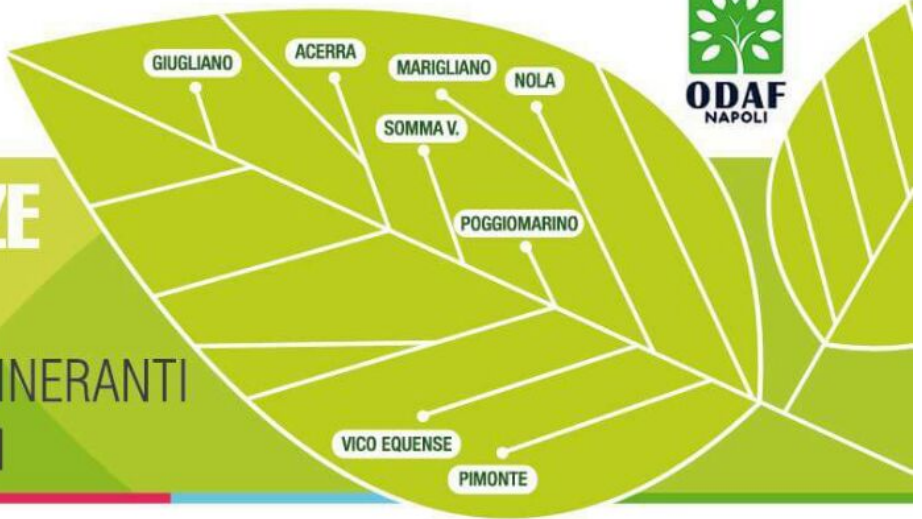 GIUGLIANO
ACERRA
MARIGLIANO
NOLA
SOMMA V.
POGGIOMARINO
VICO EQUENSE
PIMONTE
ODAF
NAPOLI
ZE
INERANTI